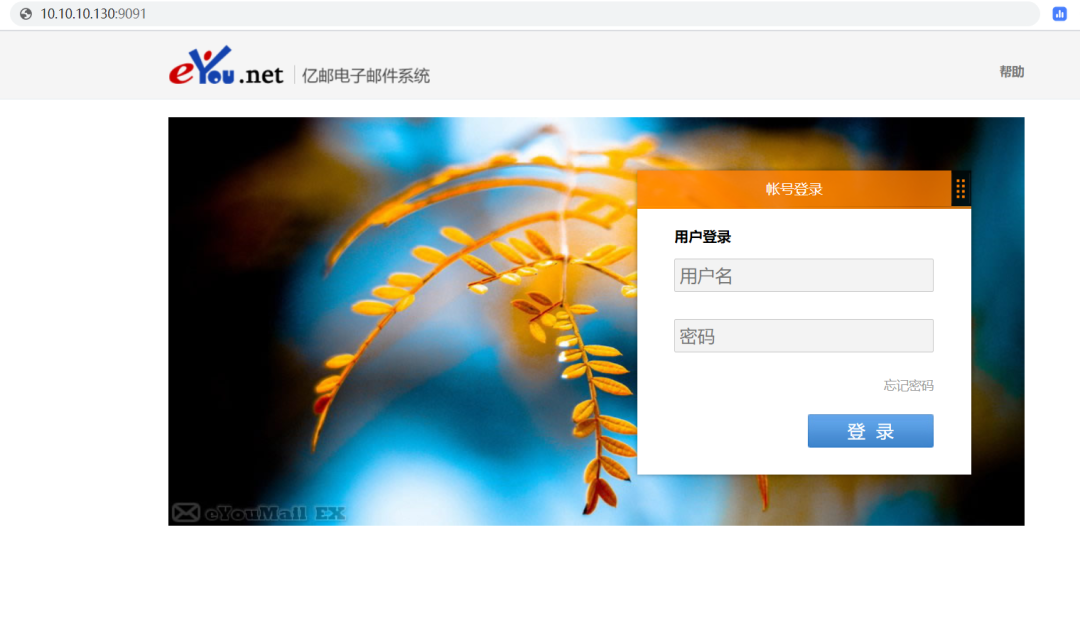 10.10.10.130:9091
eYou.net 亿邮电子邮件系统
帮助
帐号登录
用户登录
用户名
密码
忘记密码
登 录
eYouMail EX